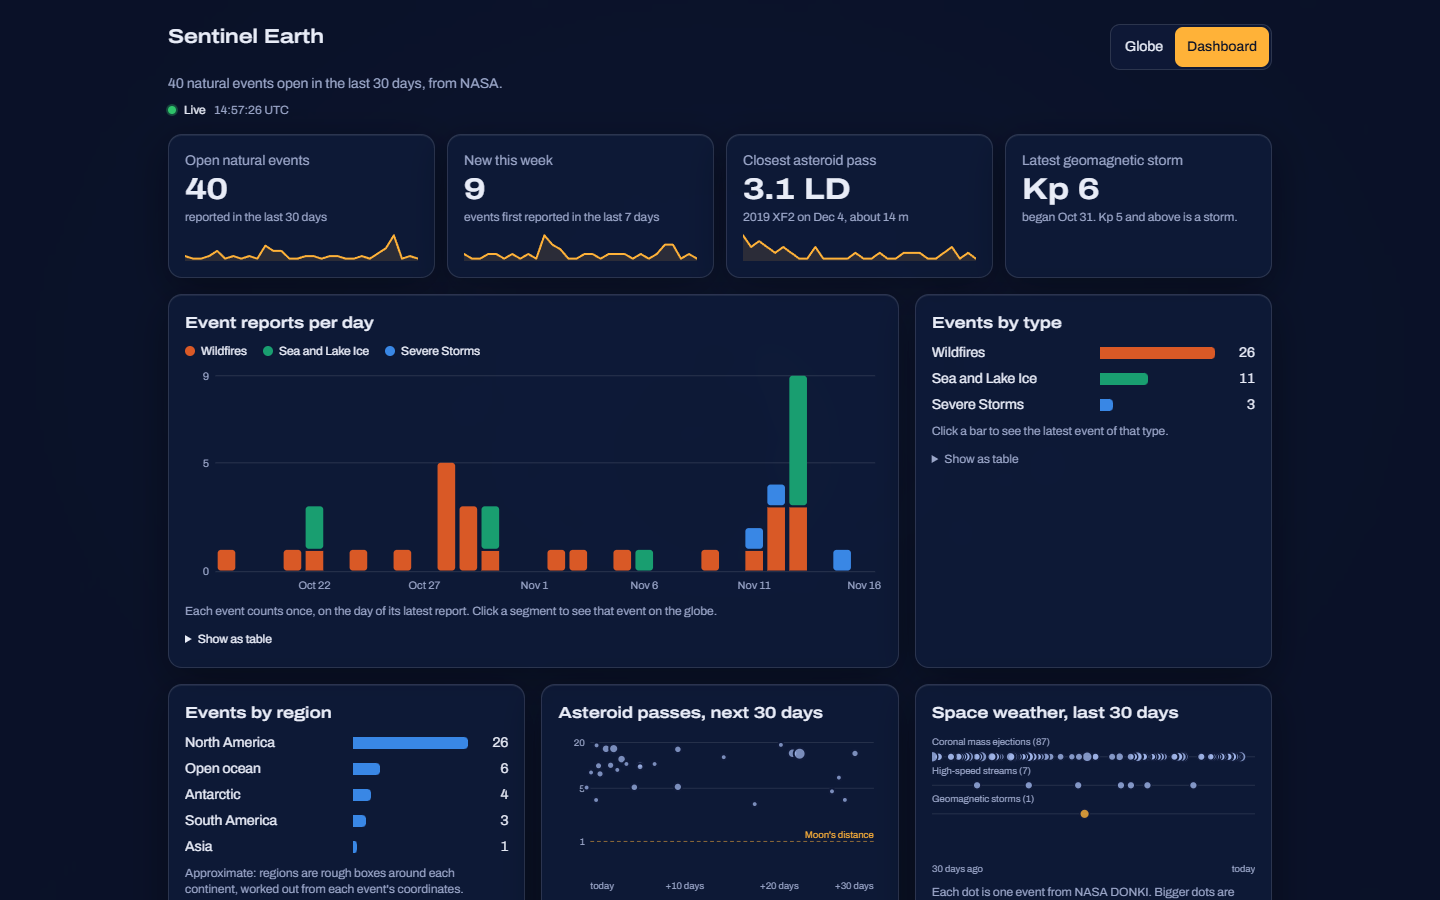 Sentinel Earth
Globe
Dashboard
40 natural events open in the last 30 days, from NASA.
Live 14:57:26 UTC
Open natural events
40
reported in the last 30 days
New this week
9
events first reported in the last 7 days
Closest asteroid pass
3.1 LD
2019 XF2 on Dec 4, about 14 m
Latest geomagnetic storm
Kp 6
began Oct 31. Kp 5 and above is a storm.
Event reports per day
Wildfires
Sea and Lake Ice
Severe Storms
9
5
0
Oct 22
Oct 27
Nov 1
Nov 6
Nov 11
Nov 16
Each event counts once, on the day of its latest report. Click a segment to see that event on the globe.
Show as table
Events by type
Wildfires 26
Sea and Lake Ice 11
Severe Storms 3
Click a bar to see the latest event of that type.
Show as table
Events by region
North America 26
Open ocean 6
Antarctic 4
South America 3
Asia 1
Approximate: regions are rough boxes around each
continent, worked out from each event's coordinates.
Asteroid passes, next 30 days
20
5
Moon's distance
1
today
+10 days
+20 days
+30 days
Space weather, last 30 days
Coronal mass ejections (87)
High-speed streams (7)
Geomagnetic storms (1)
30 days ago
today
Each dot is one event from NASA DONKI. Bigger dots are